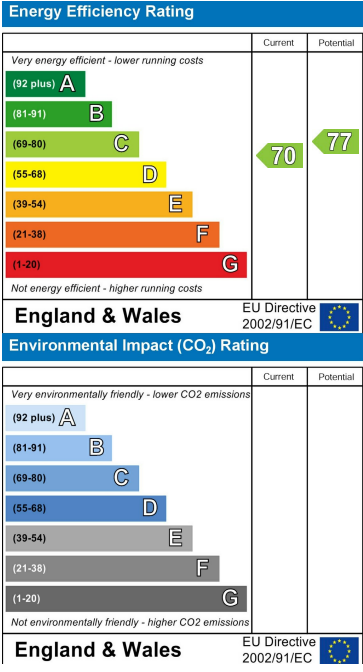 Energy Efficiency Rating
Current Potential
Very energy efficient - lower running costs
(92 plus) A
(81-91) B
(69-80) C
70 77
(55-68) D
(39-54) E
(21-38) F
(1-20) G
Not energy efficient - higher running costs
England & Wales
EU Directive
2002/91/EC
Environmental Impact (CO₂) Rating
Current Potential
Very environmentally friendly - lower CO2 emissions
(92 plus) A
(81-91) B
(69-80) C
(55-68) D
(39-54) E
(21-38) F
(1-20) G
Not environmentally friendly - higher CO2 emissions
England & Wales
EU Directive
2002/91/EC